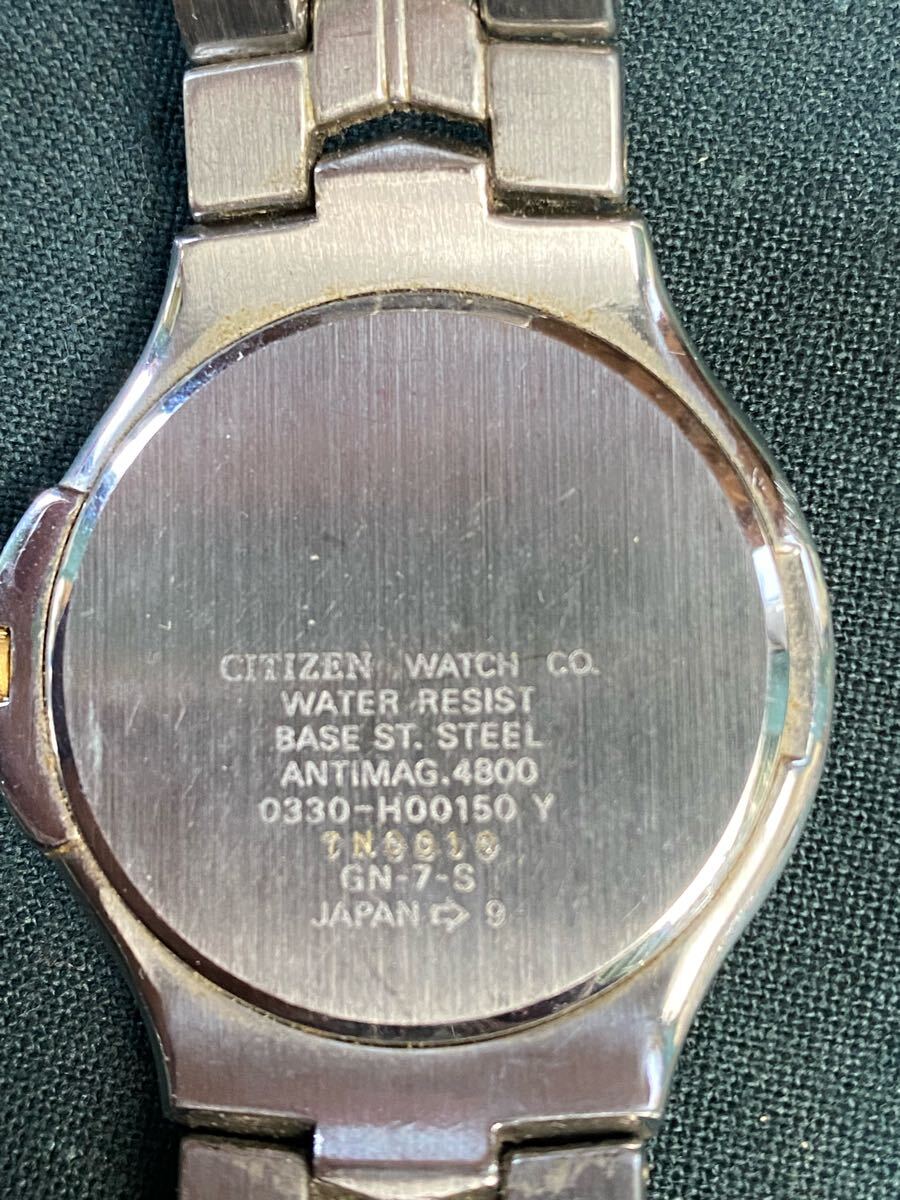 CITIZEN WATCH CO.
WATER RESIST
BASE ST. STEEL
ANTIMAG.4800
0330-H00150 Y
GN-7-S
JAPAN ⇨ 9